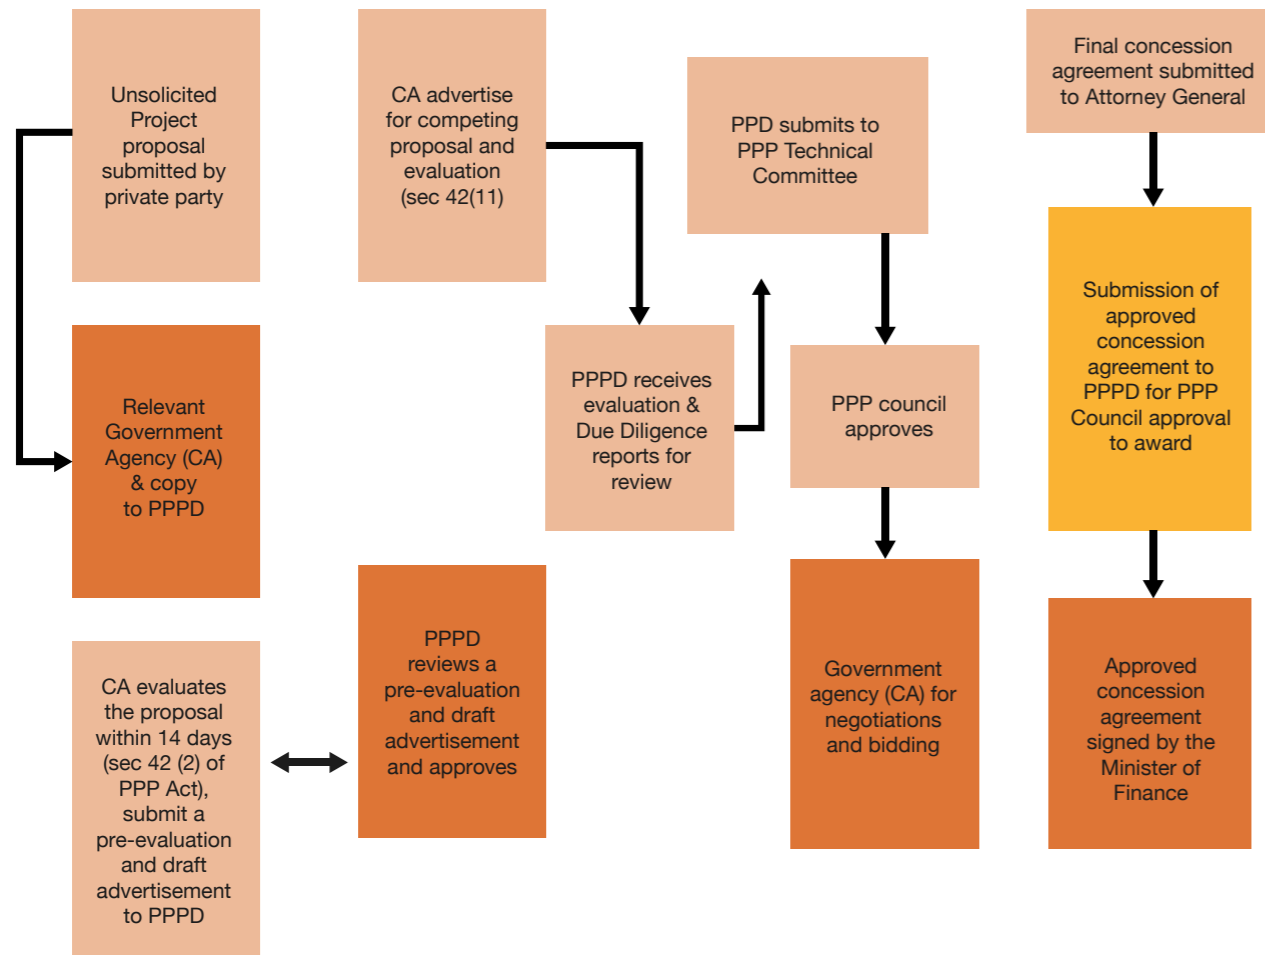 Unsolicited
Project
proposal
submitted by
private party
Relevant
Government
Agency (CA)
& copy
to PPPD
CA evaluates
the proposal
within 14 days
(sec 42 (2) of
PPP Act),
submit a
pre-evaluation
and draft
advertisement
to PPPD
CA advertise
for competing
proposal and
evaluation
(sec 42(11)
PPPD
reviews a
pre-evaluation
and draft
advertisement
and approves
PPPD receives
evaluation &
Due Diligence
reports for
review
PPD submits to
PPP Technical
Committee
PPP council
approves
Government
agency (CA) for
negotiations
and bidding
Final concession
agreement submitted
to Attorney General
Submission of
approved
concession
agreement to
PPPD for PPP
Council approval
to award
Approved
concession
agreement
signed by the
Minister of
Finance